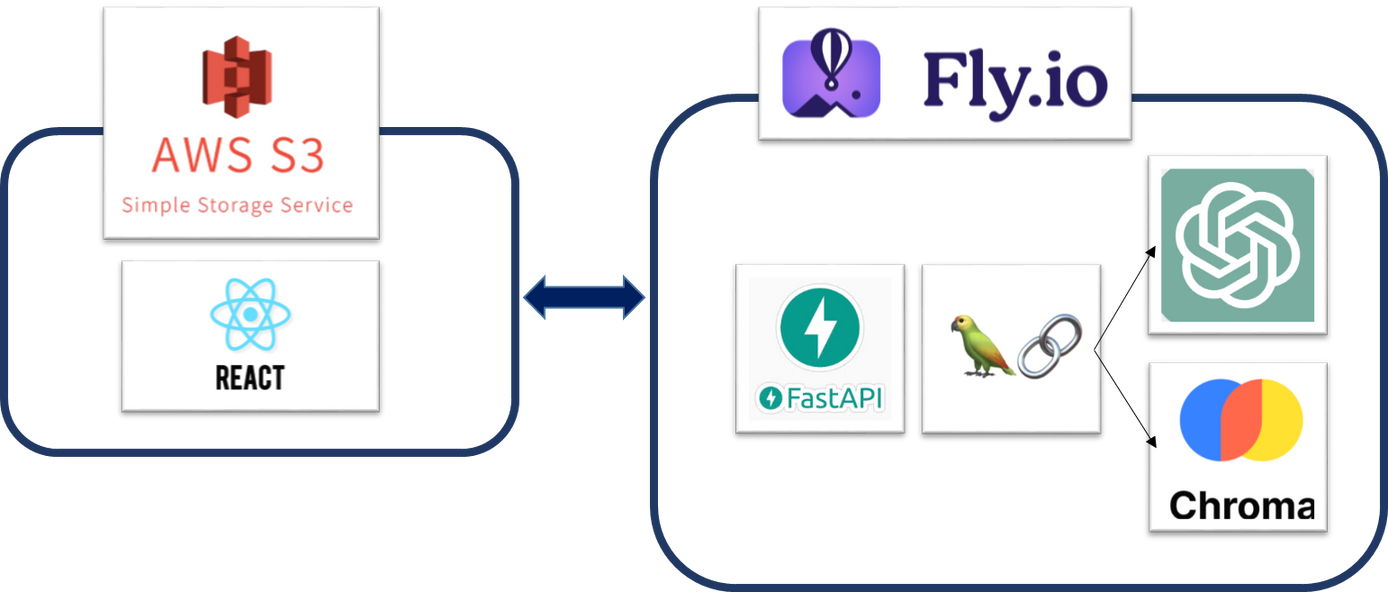 AWS S3
Simple Storage Service
REACT
Fly.io
FastAPI
Chroma